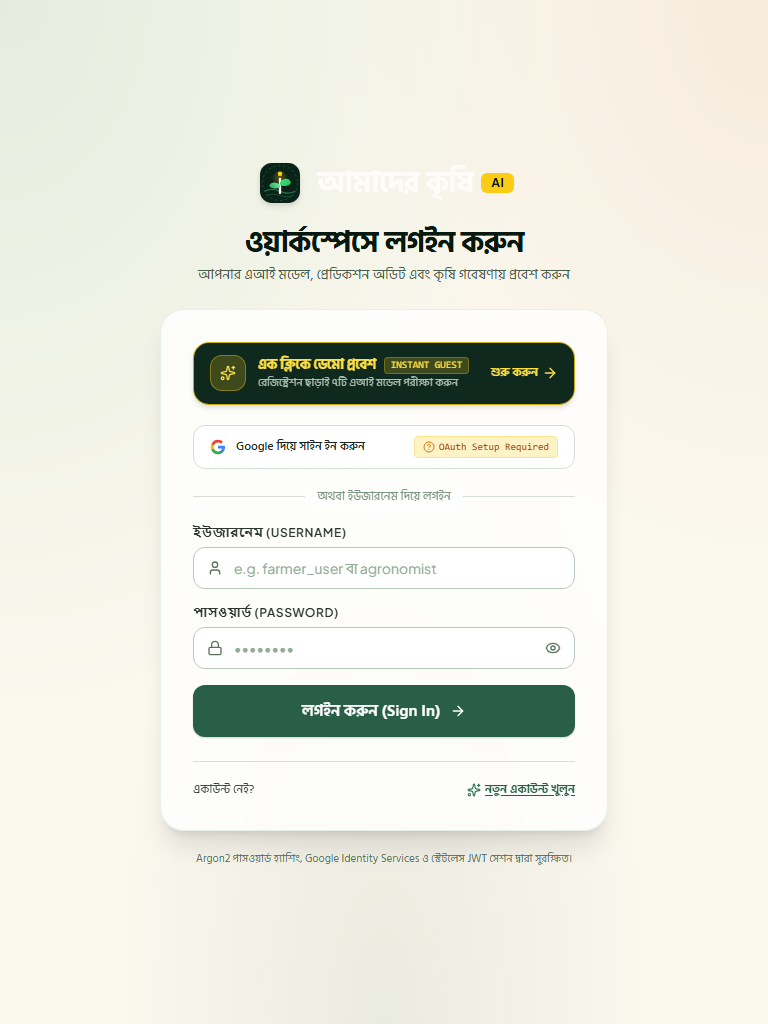 আমাদের কৃষি AI
ওয়ার্কস্পেসে লগইন করুন
আপনার এআই মডেল, প্রেডিকশন অডিট এবং কৃষি গবেষণায় প্রবেশ করুন
এক ক্লিকে ডেমো প্রবেশ INSTANT GUEST
রেজিস্ট্রেশন ছাড়াই ৭টি এআই মডেল পরীক্ষা করুন
শুরু করুন →
Google দিয়ে সাইন ইন করুন OAuth Setup Required
অথবা ইউজারনেম দিয়ে লগইন
ইউজারনেম (USERNAME)
e.g. farmer_user বা agronomist
পাসওয়ার্ড (PASSWORD)
••••••••
লগইন করুন (Sign In) →
একাউন্ট নেই? নতুন একাউন্ট খুলুন
Argon2 পাসওয়ার্ড হ্যাশিং, Google Identity Services ও স্টেটলেস JWT সেশন দ্বারা সুরক্ষিত।